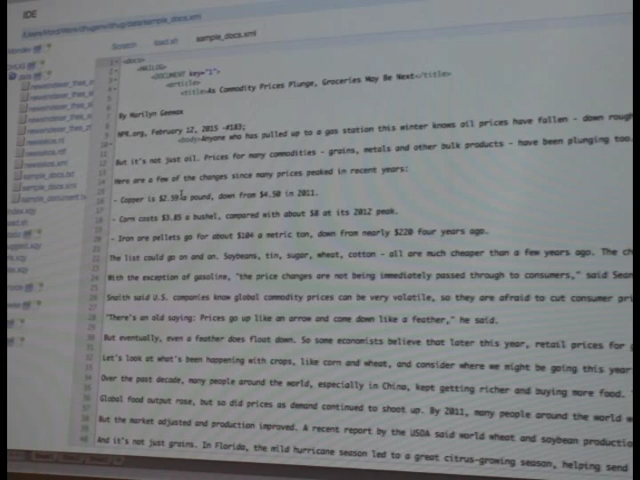 IDE
sample_docs.xml
Scratch load.sh sample_docs.xml
<docs>
<DOCUMENT key="1">
<article>
<title>As Commodity Prices Plunge, Groceries May Be Next</title>
By Marilyn Geewax
NPR.org, February 12, 2015 -#183;
<body>Anyone who has pulled up to a gas station this winter knows oil prices have fallen - down roug
But it's not just oil. Prices for many commodities - grains, metals and other bulk products - have been plunging too.
Here are a few of the changes since many prices peaked in recent years:
- Copper is $2.59 a pound, down from $4.50 in 2011.
- Corn costs $3.85 a bushel, compared with about $8 at its 2012 peak.
- Iron ore pellets go for about $104 a metric ton, down from nearly $220 four years ago.
The list could go on and on. Soybeans, tin, sugar, wheat, cotton - all are much cheaper than a few years ago. The ch
With the exception of gasoline, "the price changes are not being immediately passed through to consumers," said Sea
Snaith said U.S. companies know global commodity prices can be very volatile, so they are afraid to cut consumer pri
"There's an old saying: Prices go up like an arrow and come down like a feather," he said.
But eventually, even a feather does float down. So some economists believe that later this year, retail prices for g
Let's look at what's been happening with crops, like corn and wheat, and consider where we might be going this year
Over the past decade, many people around the world, especially in China, kept getting richer and buying more food.
Global food output rose, but so did prices as demand continued to shoot up. By 2011, many people around the world w
But the market adjusted and production improved. A recent report by the USDA said world wheat and soybean productio
And it's not just grains. In Florida, the mild hurricane season led to a great citrus-growing season, helping send